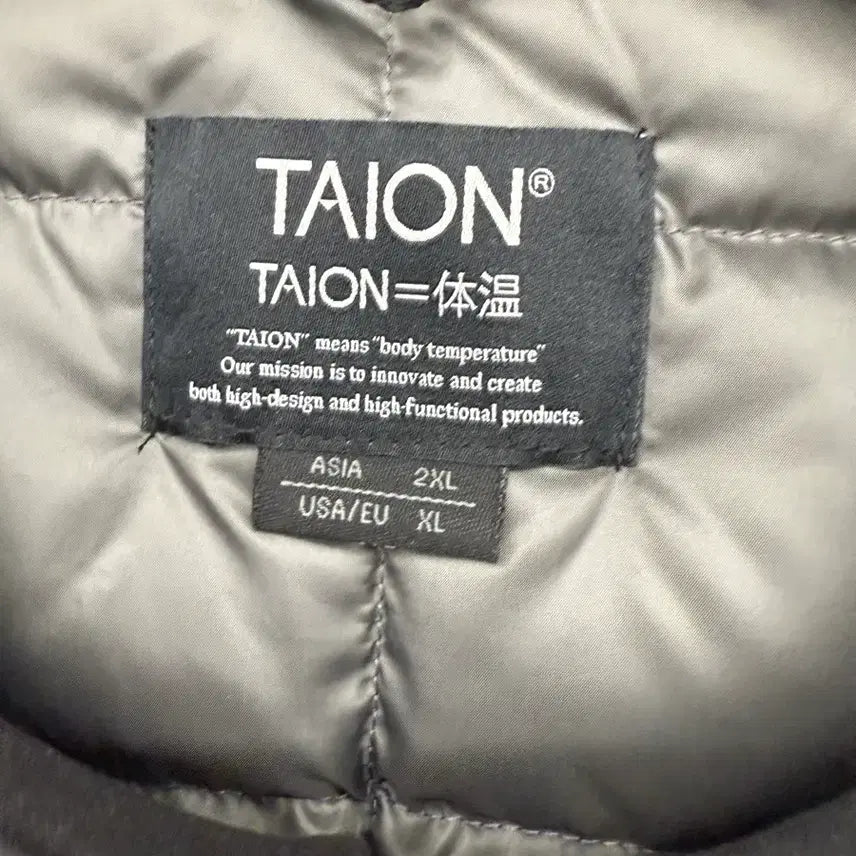 TAION®
TAION=体温
"TAION" means "body temperature"
Our mission is to innovate and create
both high-design and high-functional products.
ASIA 2XL
USA/EU XL